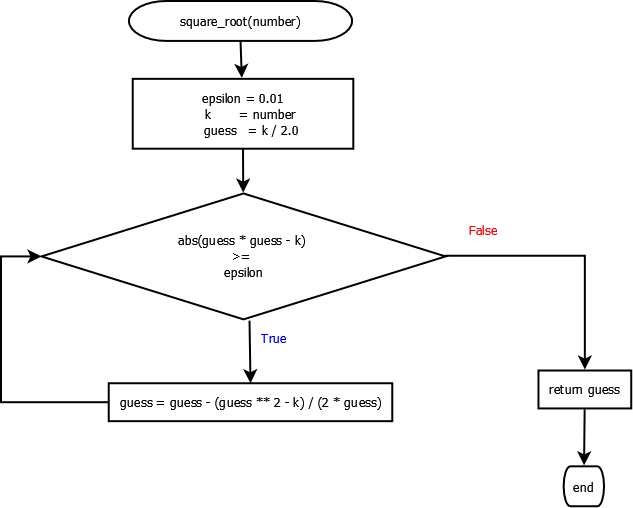 square_root(number)
epsilon = 0.01
k = number
guess = k / 2.0
abs(guess * guess - k)
>=
epsilon
False
True
guess = guess - (guess ** 2 - k) / (2 * guess)
return guess
end